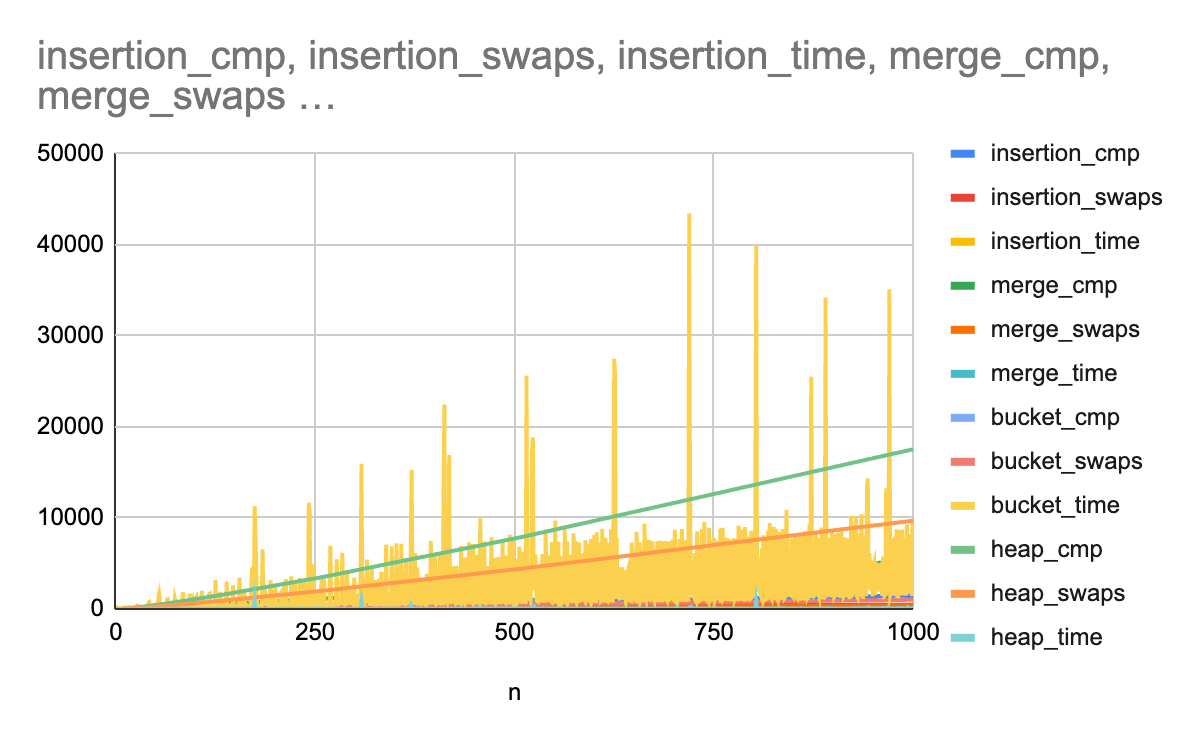 insertion_cmp, insertion_swaps, insertion_time, merge_cmp,
merge_swaps …
50000
40000
30000
20000
10000
0
0 250 500 750 1000
n
insertion_cmp
insertion_swaps
insertion_time
merge_cmp
merge_swaps
merge_time
bucket_cmp
bucket_swaps
bucket_time
heap_cmp
heap_swaps
heap_time